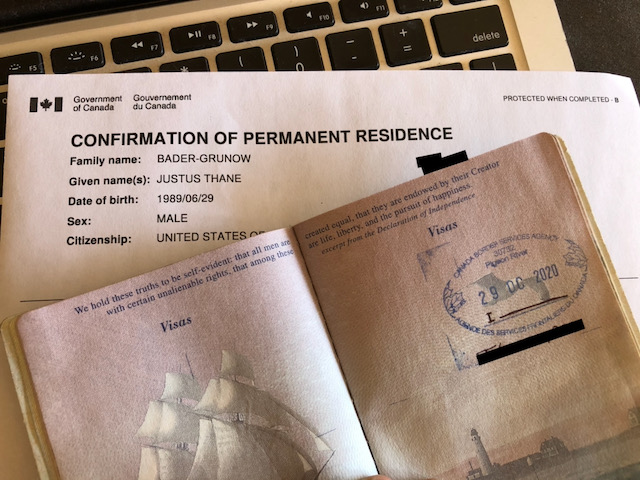 F5
F6
F7
F8
F9
F10
F11
F12
delete
Government
of Canada
Gouvernement
du Canada
PROTECTED WHEN COMPLETED - B
CONFIRMATION OF PERMANENT RESIDENCE
Family name: BADER-GRUNOW
Given name(s): JUSTUS THANE
Date of birth: 1989/06/29
Sex: MALE
Citizenship: UNITED STATES OF
We hold these truths to be self-evident: that all men are
with certain unalienable rights, that among these
Visas
created equal, that they are endowed by their Creator
are life, liberty, and the pursuit of happiness.
excerpt from the Declaration of Independence
Visas
CANADA BORDER SERVICES AGENCY
Pigeon River
29 DC 2020
I
AGENCE DES SERVICES FRONTALIERS DU CANADA